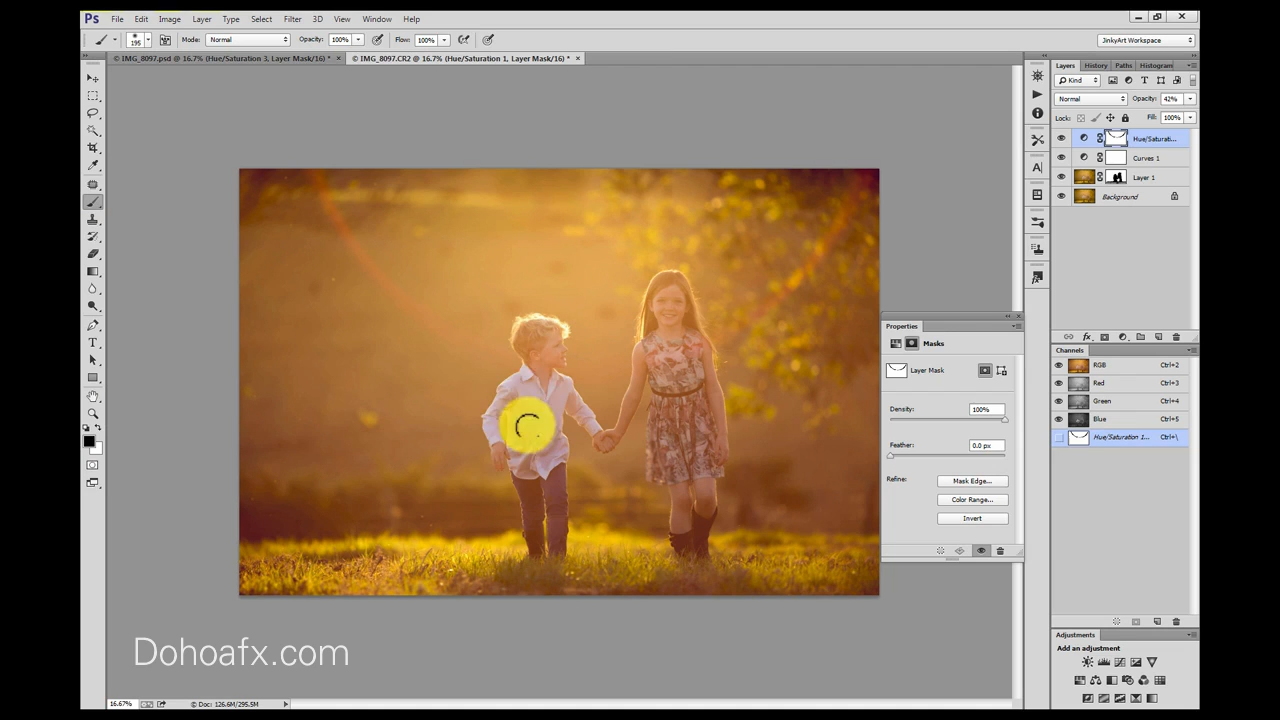 Ps File Edit Image Layer Type Select Filter 3D View Window Help
195 Mode: Normal Opacity: 100% Flow: 100% JinkyArt Workspace
© IMG_8097.psd @ 16.7% (Hue/Saturation 3, Layer Mask/16) * × © IMG_8097.CR2 @ 16.7% (Hue/Saturation 1, Layer Mask/16) * ×
Layers History Paths Histogram
Kind
Normal Opacity: 42%
Lock: Fill: 100%
Hue/Saturati...
Curves 1
Layer 1
Background
Properties
Masks
Layer Mask
Density: 100%
Feather: 0.0 px
Refine: Mask Edge...
Color Range...
Invert
Channels
RGB Ctrl+2
Red Ctrl+3
Green Ctrl+4
Blue Ctrl+5
Hue/Saturation 1... Ctrl+\
Adjustments
Add an adjustment
Dohoafx.com
16.67% Doc: 126.6M/295.5M